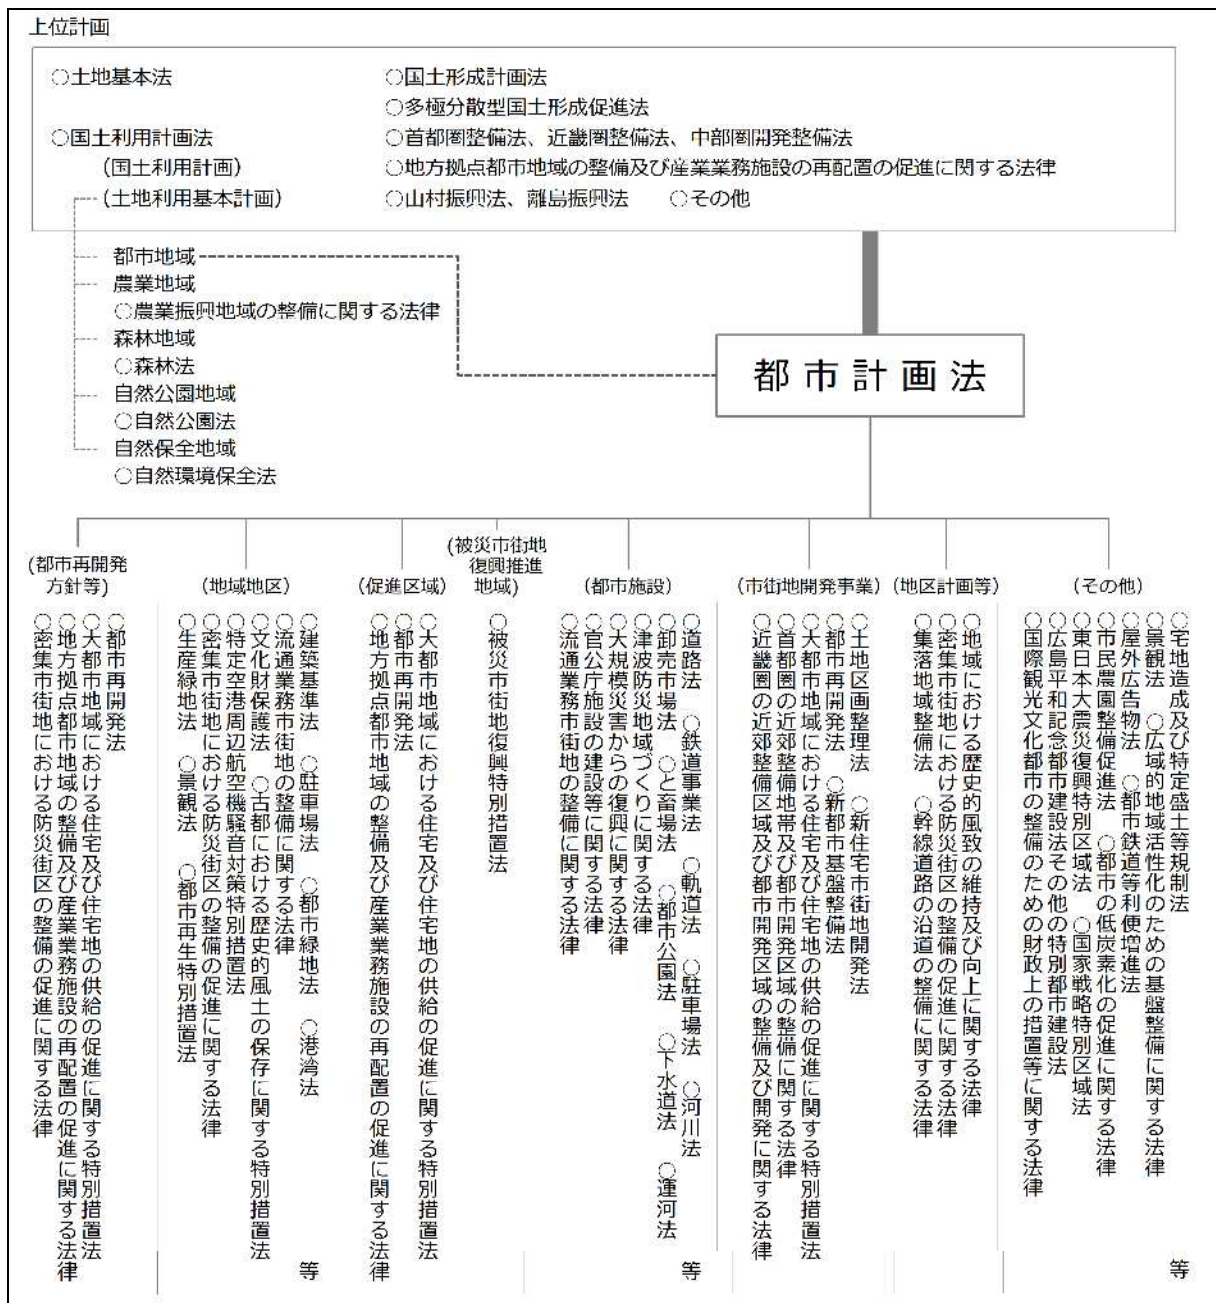 上位計画
○土地基本法
○国土形成計画法
○多極分散型国土形成促進法
○国土利用計画法
○首都圏整備法、近畿圏整備法、中部圏開発整備法
(国土利用計画)
○地方拠点都市地域の整備及び産業業務施設の再配置の促進に関する法律
(土地利用基本計画)
○山村振興法、離島振興法 ○その他
都市地域
農業地域
○農業振興地域の整備に関する法律
森林地域
○森林法
自然公園地域
○自然公園法
自然保全地域
○自然環境保全法
都市計画法
(都市再開発
方針等)
○都市再開発法
○大都市地域における住宅及び住宅地の供給の促進に関する特別措置法
○地方拠点都市地域の整備及び産業業務施設の再配置の促進に関する法律
○密集市街地における防災街区の整備の促進に関する法律
(地域地区)
○建築基準法 ○駐車場法 ○都市緑地法 ○港湾法
○流通業務市街地の整備に関する法律
○文化財保護法 ○古都における歴史的風土の保存に関する特別措置法
○特定空港周辺航空機騒音対策特別措置法
○密集市街地における防災街区の整備の促進に関する法律
○生産緑地法 ○景観法 ○都市再生特別措置法
等
(促進区域)
○大都市地域における住宅及び住宅地の供給の促進に関する特別措置法
○都市再開発法
○地方拠点都市地域の整備及び産業業務施設の再配置の促進に関する法律
(被災市街地
復興推進
地域)
○被災市街地復興特別措置法
(都市施設)
○道路法 ○鉄道事業法 ○軌道法 ○駐車場法 ○河川法
○卸売市場法 ○と畜場法 ○都市公園法 ○下水道法 ○運河法
○津波防災地域づくりに関する法律
○大規模災害からの復興に関する法律
○官公庁施設の建設等に関する法律
○流通業務市街地の整備に関する法律
等
(市街地開発事業)
○土地区画整理法 ○新住宅市街地開発法
○都市再開発法 ○新都市基盤整備法
○大都市地域における住宅及び住宅地の供給の促進に関する特別措置法
○首都圏の近郊整備地帯及び都市開発区域の整備に関する法律
○近畿圏の近郊整備区域及び都市開発区域の整備及び開発に関する法律
(地区計画等)
○地域における歴史的風致の維持及び向上に関する法律
○密集市街地における防災街区の整備の促進に関する法律
○集落地域整備法 ○幹線道路の沿道の整備に関する法律
(その他)
○宅地造成及び特定盛土等規制法
○景観法 ○広域的地域活性化のための基盤整備に関する法律
○屋外広告物法 ○都市鉄道等利便増進法
○市民農園整備促進法 ○都市の低炭素化の促進に関する法律
○東日本大震災復興特別区域法 ○国家戦略特別区域法
○広島平和記念都市建設法その他の特別都市建設法
○国際観光文化都市の整備のための財政上の措置等に関する法律
等